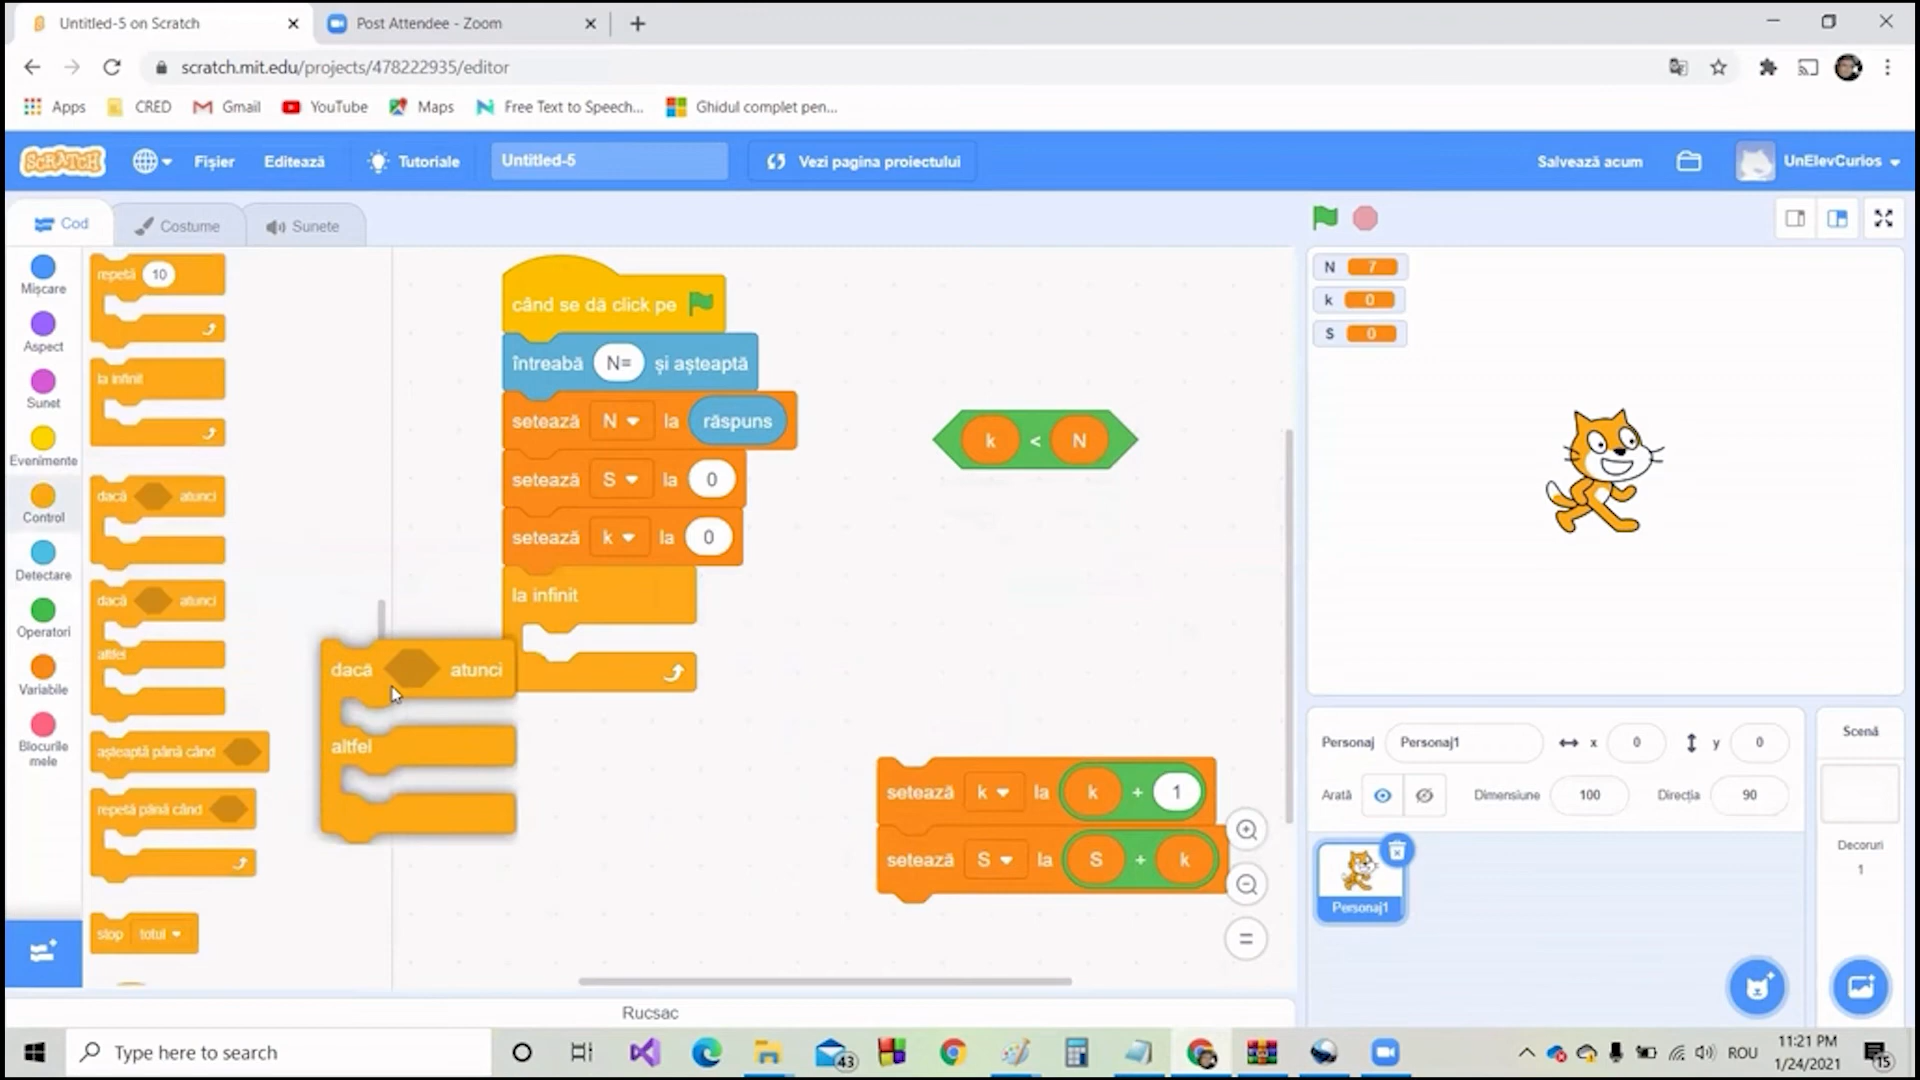 Untitled-5 on Scratch
Post Attendee - Zoom
scratch.mit.edu/projects/478222935/editor
Apps
CRED
Gmail
YouTube
Maps
Free Text to Speech...
Ghidul complet pen...
SCRATCH
Fișier
Editează
Tutoriale
Untitled-5
Vezi pagina proiectului
Salvează acum
UnElevCurios
Cod
Costume
Sunete
Mișcare
Aspect
Sunet
Evenimente
Control
Detectare
Operatori
Variabile
Blocurile mele
repetă 10
la infinit
dacă atunci
dacă atunci
altfel
așteaptă până când
repetă până când
stop totul
când se dă click pe
întreabă N= și așteaptă
setează N la răspuns
setează S la 0
setează k la 0
la infinit
dacă atunci
altfel
k < N
setează k la k + 1
setează S la S + k
N 7
k 0
S 0
Personaj Personaj1 x 0 y 0
Arată Dimensiune 100 Direcția 90
Personaj1
Scenă
Decoruri
1
Rucsac
Type here to search
43
ROU
11:21 PM
1/24/2021
15